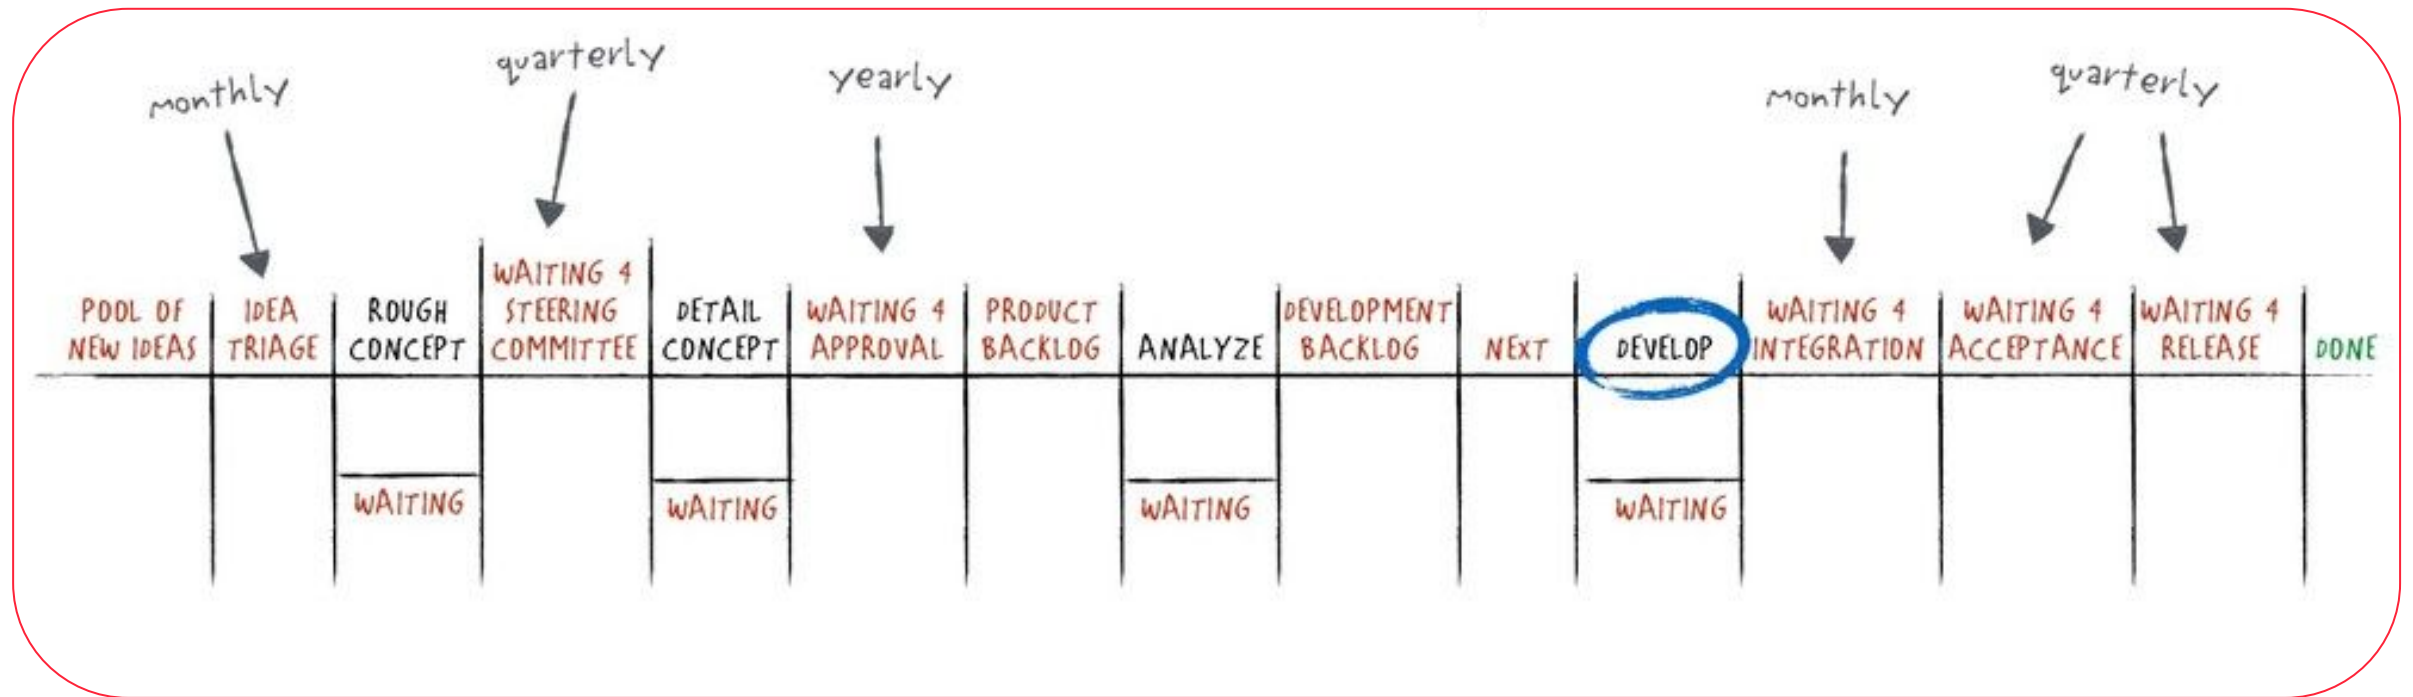 monthly
quarterly
yearly
monthly
quarterly
POOL OF
NEW IDEAS
IDEA
TRIAGE
ROUGH
CONCEPT
WAITING 4
STEERING
COMMITTEE
DETAIL
CONCEPT
WAITING 4
APPROVAL
PRODUCT
BACKLOG
ANALYZE
DEVELOPMENT
BACKLOG
NEXT
DEVELOP
WAITING 4
INTEGRATION
WAITING 4
ACCEPTANCE
WAITING 4
RELEASE
DONE
WAITING
WAITING
WAITING
WAITING